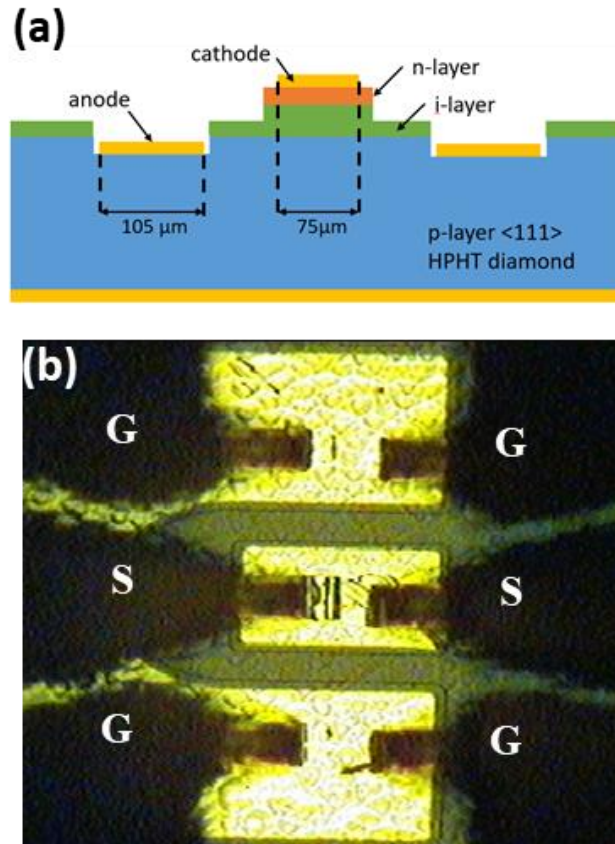 (a)
cathode
n-layer
anode
i-layer
105 μm
75μm
p-layer <111>
HPHT diamond
(b)
G
G
S
S
G
G